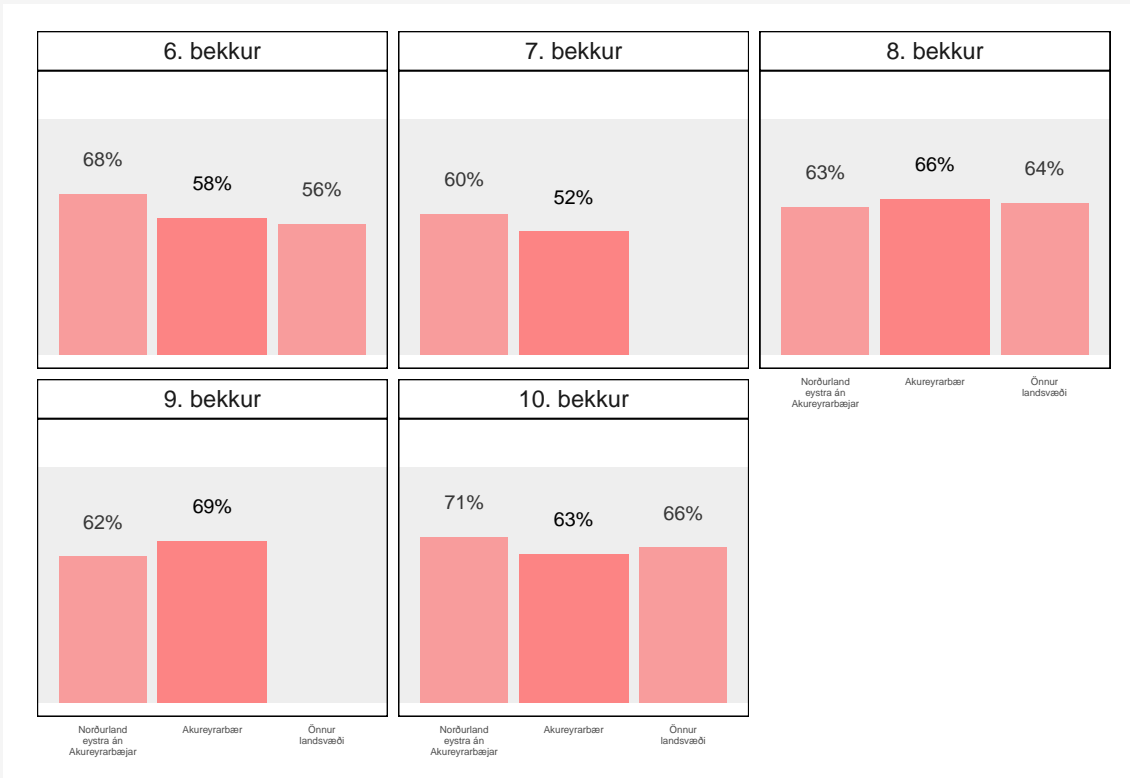 6. bekkur
68%
58%
56%
7. bekkur
60%
52%
8. bekkur
63%
66%
64%
Norðurland
eystra án
Akureyrarbæjar
Akureyrarbær
Önnur
landsvæði
9. bekkur
62%
69%
Norðurland
eystra án
Akureyrarbæjar
Akureyrarbær
Önnur
landsvæði
10. bekkur
71%
63%
66%
Norðurland
eystra án
Akureyrarbæjar
Akureyrarbær
Önnur
landsvæði